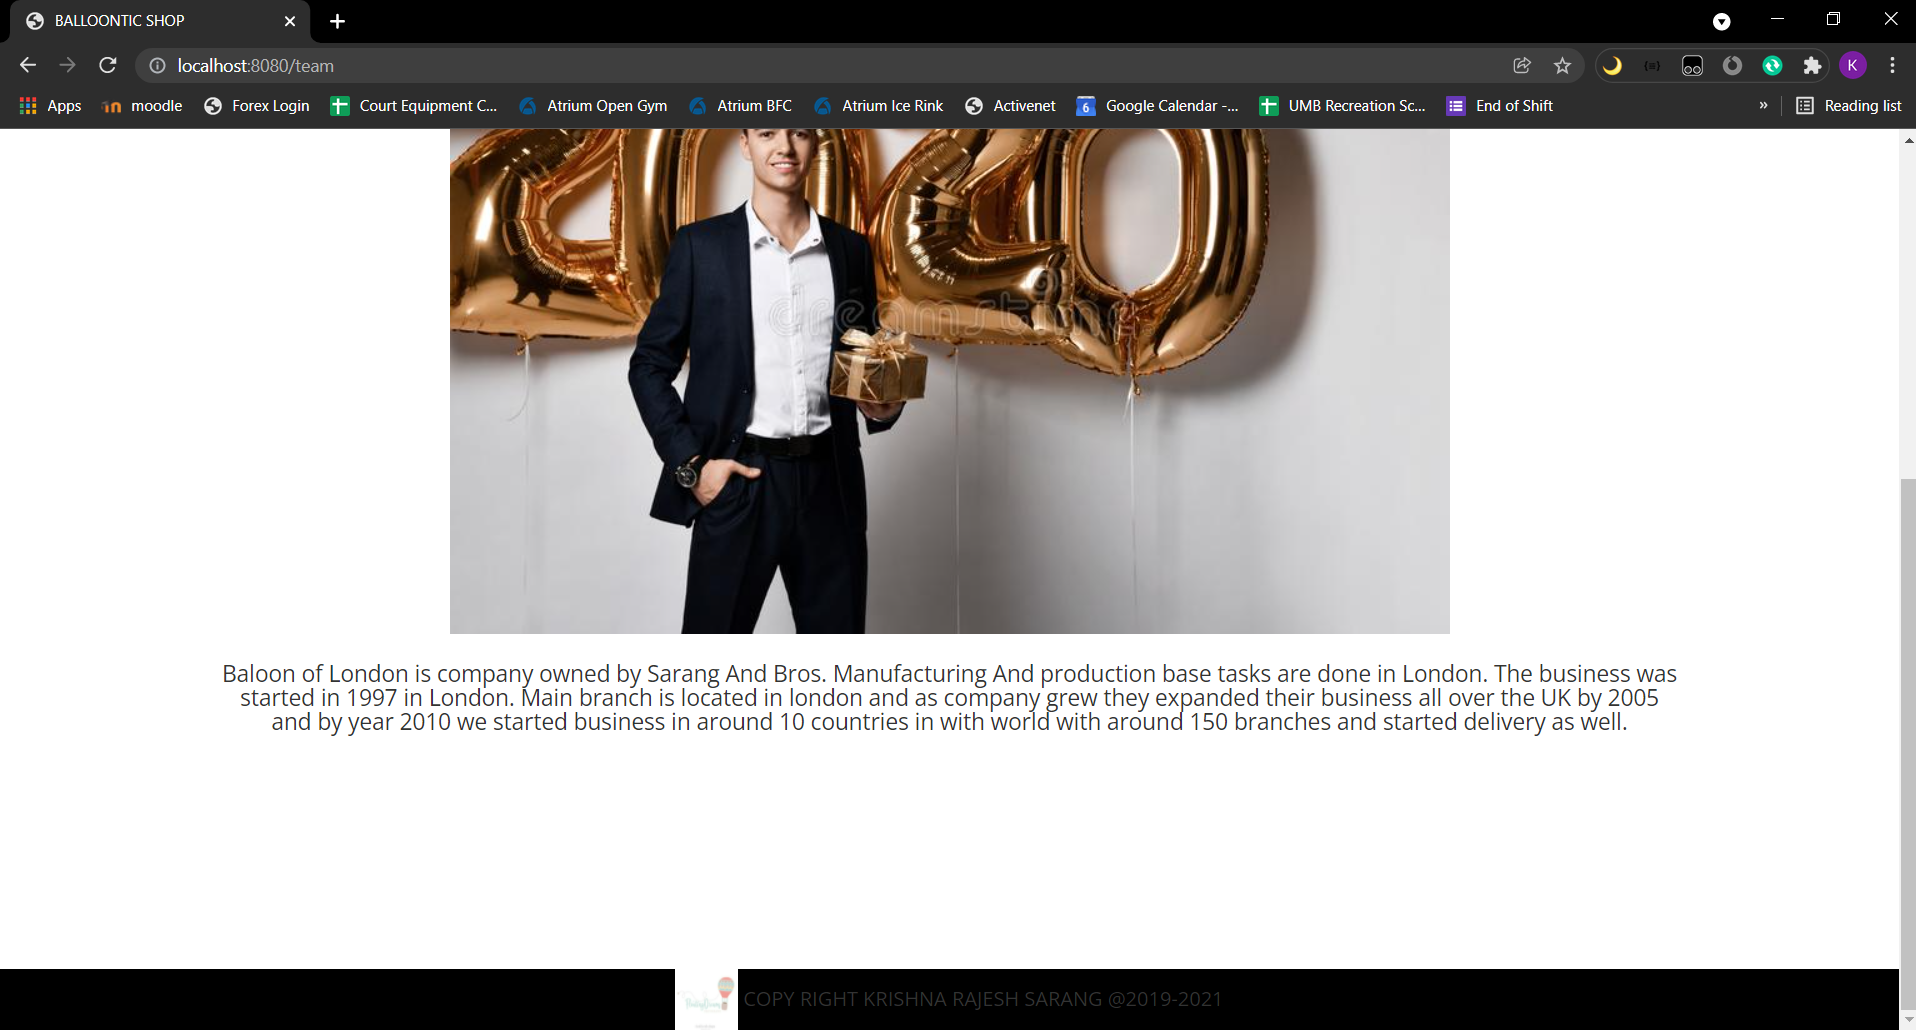 BALLOONTIC SHOP
localhost:8080/team
K
Apps moodle Forex Login Court Equipment C... Atrium Open Gym Atrium BFC Atrium Ice Rink Activenet 6 Google Calendar -... UMB Recreation Sc... End of Shift » Reading list
dreamstime
Baloon of London is company owned by Sarang And Bros. Manufacturing And production base tasks are done in London. The business was
started in 1997 in London. Main branch is located in london and as company grew they expanded their business all over the UK by 2005
and by year 2010 we started business in around 10 countries in with world with around 150 branches and started delivery as well.
COPY RIGHT KRISHNA RAJESH SARANG @2019-2021